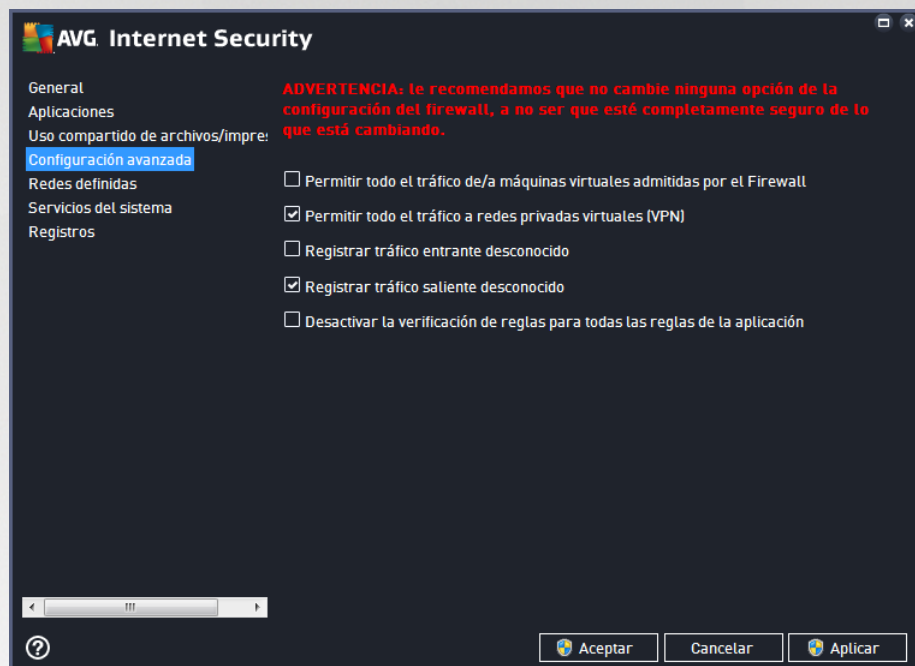 AVG Internet Security
General
Aplicaciones
Uso compartido de archivos/impres
Configuración avanzada
Redes definidas
Servicios del sistema
Registros
ADVERTENCIA: le recomendamos que no cambie ninguna opción de la
configuración del firewall, a no ser que esté completamente seguro de lo
que está cambiando.
Permitir todo el tráfico de/a máquinas virtuales admitidas por el Firewall
Permitir todo el tráfico a redes privadas virtuales (VPN)
Registrar tráfico entrante desconocido
Registrar tráfico saliente desconocido
Desactivar la verificación de reglas para todas las reglas de la aplicación
Aceptar
Cancelar
Aplicar